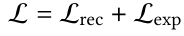 ℒ = ℒ_rec + ℒ_exp